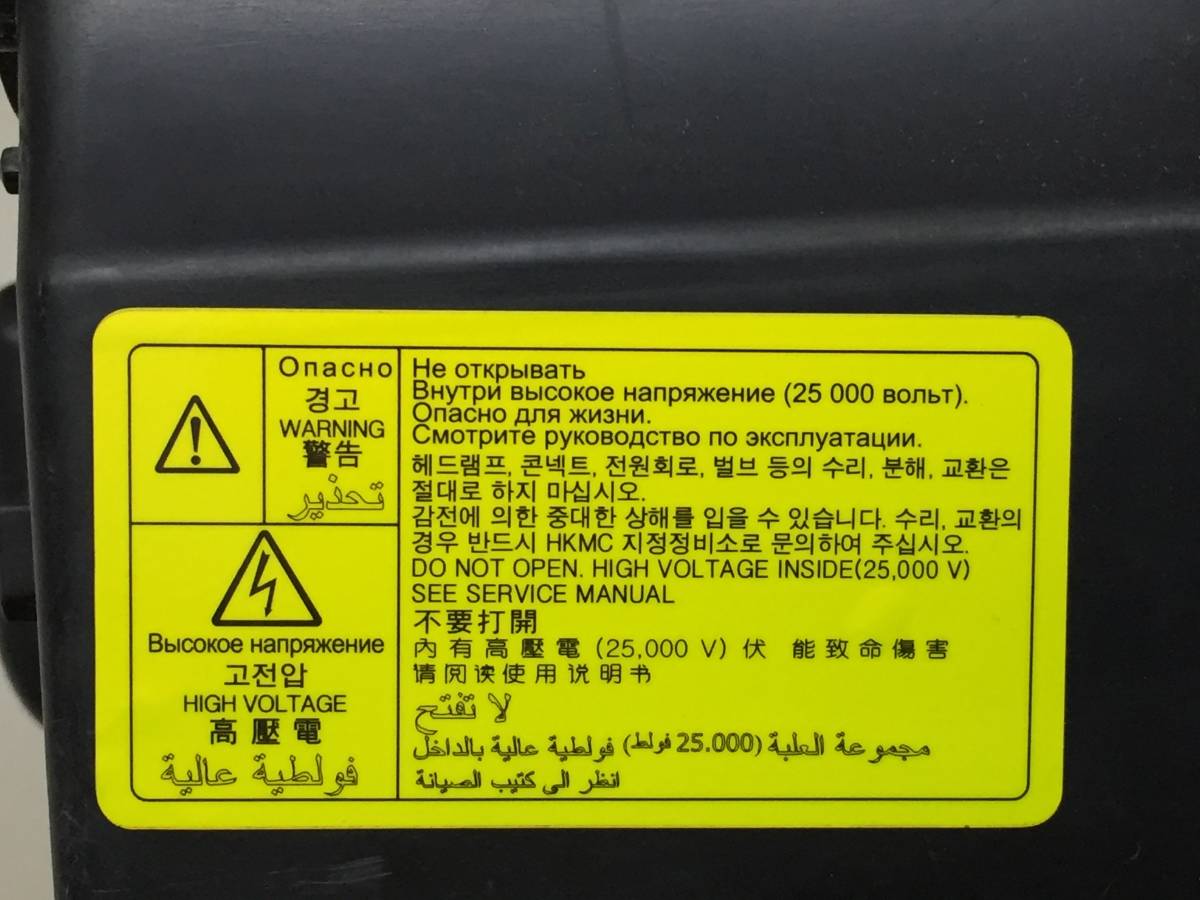 Опасно
경고
WARNING
警告
تحذير
Не открывать
Внутри высокое напряжение (25 000 вольт).
Опасно для жизни.
Смотрите руководство по эксплуатации.
헤드램프, 콘넥트, 전원회로, 벌브 등의 수리, 분해, 교환은
절대로 하지 마십시오.
감전에 의한 중대한 상해를 입을 수 있습니다. 수리, 교환의
경우 반드시 HKMC 지정정비소로 문의하여 주십시오.
DO NOT OPEN. HIGH VOLTAGE INSIDE(25,000 V)
SEE SERVICE MANUAL
不要打開
內有高壓電 (25,000 V) 伏 能致命傷害
请阅读使用说明书
لا تفتح
مجموعة العلبة (25.000 فولط) فولطية عالية بالداخل
انظر الى كتيب الصيانة
Высокое напряжение
고전압
HIGH VOLTAGE
高壓電
فولطية عالية